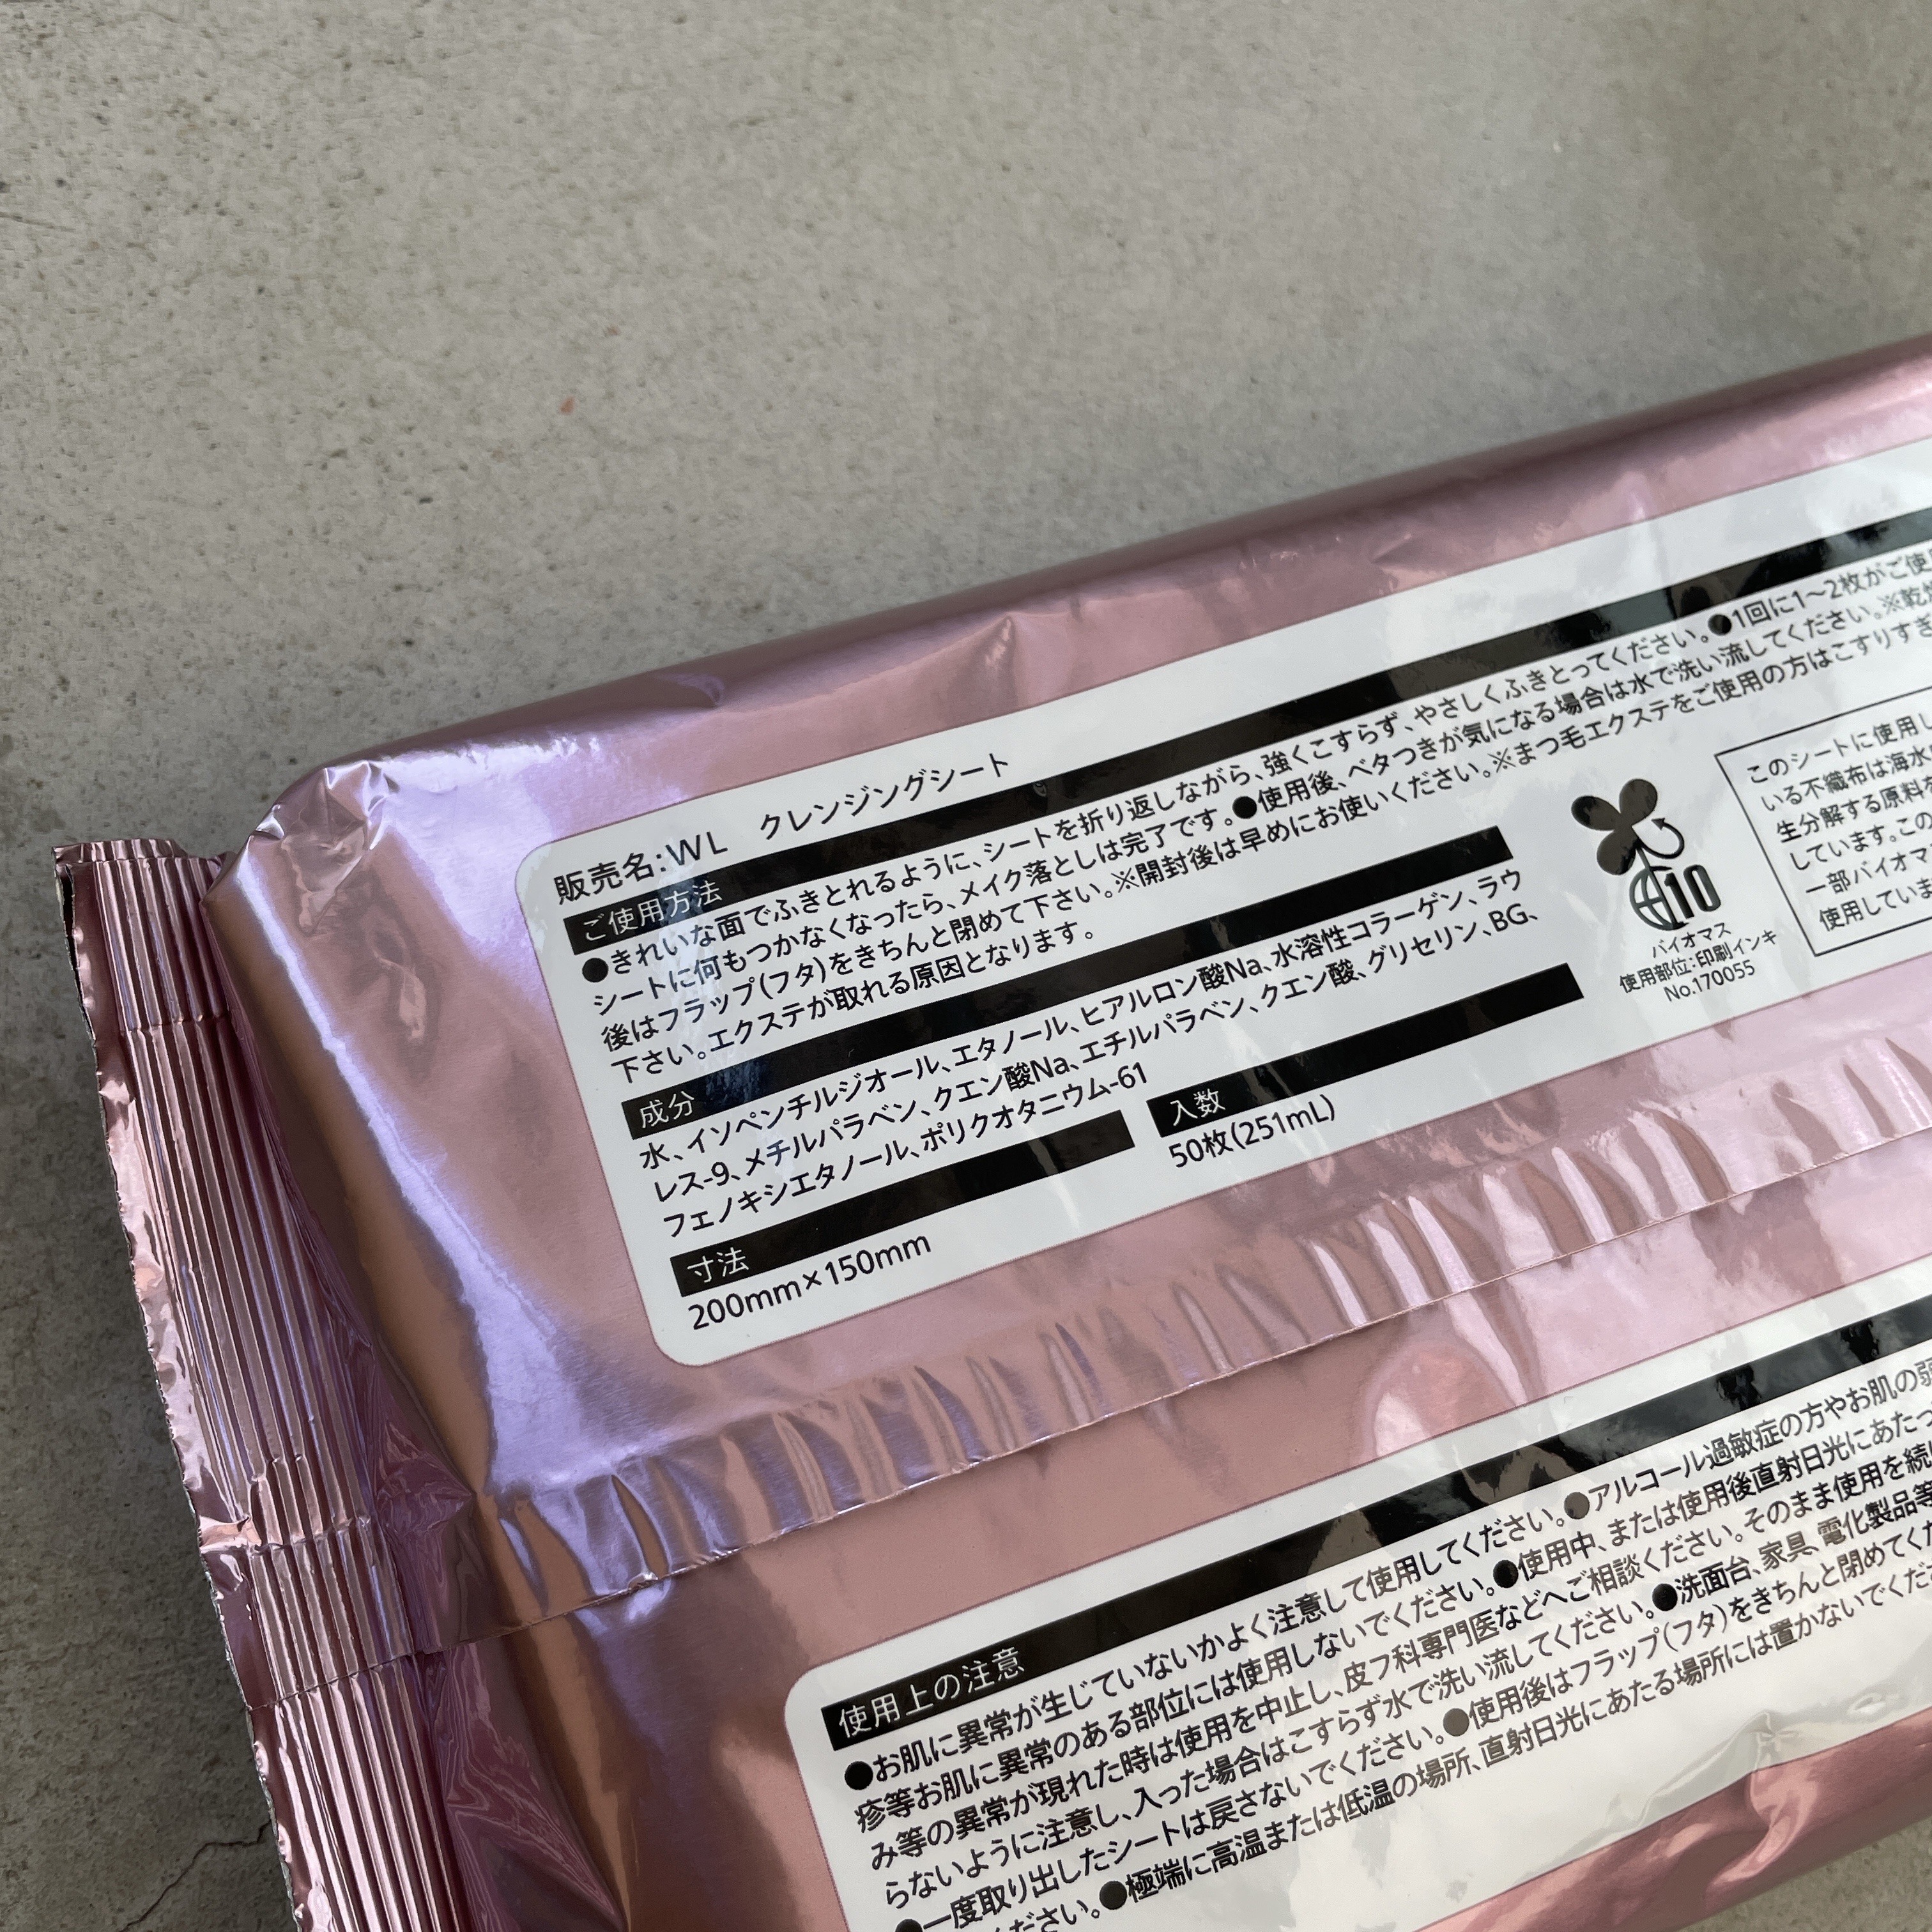 販売名:WL クレンジングシート
ご使用方法
●きれいな面でふきとれるように、シートを折り返しながら、強くこすらず、やさしくふきとってください。●1回に1～2枚がご使
シートに何もつかなくなったら、メイク落としは完了です。●使用後、ベタつきが気になる場合は水で洗い流してください。※乾燥
後はフラップ(フタ)をきちんと閉めて下さい。※開封後は早めにお使いください。※まつ毛エクステをご使用の方はこすりすぎ
下さい。エクステが取れる原因となります。
成分
水、イソペンチルジオール、エタノール、ヒアルロン酸Na、水溶性コラーゲン、ラウ
レス-9、メチルパラベン、クエン酸Na、エチルパラベン、クエン酸、グリセリン、BG、
フェノキシエタノール、ポリクオタニウム-61
寸法
200mm×150mm
入数
50枚(251mL)
10
バイオマス
使用部位:印刷インキ
No.170055
このシートに使用し
いる不織布は海水
生分解する原料を
しています。この
一部バイオマ
使用していま
使用上の注意
●お肌に異常が生じていないかよく注意して使用してください。●アルコール過敏症の方やお肌の弱
疹等お肌に異常のある部位には使用しないでください。●使用中、または使用後直射日光にあたっ
み等の異常が現れた時は使用を中止し、皮フ科専門医などへご相談ください。そのまま使用を続
らないように注意し、入った場合はこすらず水で洗い流してください。●洗面台、家具、電化製品等
●一度取り出したシートは戻さないでください。●使用後はフラップ(フタ)をきちんと閉めてくだ
ください。●極端に高温または低温の場所、直射日光にあたる場所には置かないでくださ